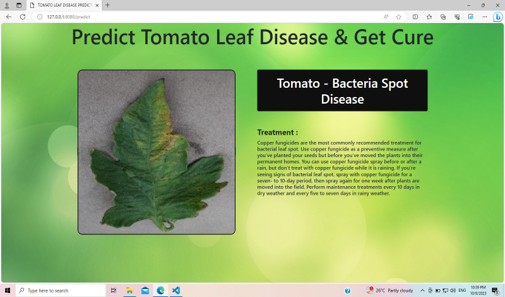 TOMATO LEAF DISEASE PREDICT
127.0.0.1:8080/predict
Predict Tomato Leaf Disease & Get Cure
Tomato - Bacteria Spot
Disease
Treatment :
Copper fungicides are the most commonly recommended treatment for
bacterial leaf spot. Use copper fungicide as a preventive measure after
you've planted your seeds but before you've moved the plants into their
permanent homes. You can use copper fungicide spray before or after a
rain, but don't treat with copper fungicide while it is raining. If you're
seeing signs of bacterial leaf spot, spray with copper fungicide for a
seven- to 10-day period, then spray again for one week after plants are
moved into the field. Perform maintenance treatments every 10 days in
dry weather and every five to seven days in rainy weather.
Type here to search
26°C Partly cloudy
ENG
10:39 PM